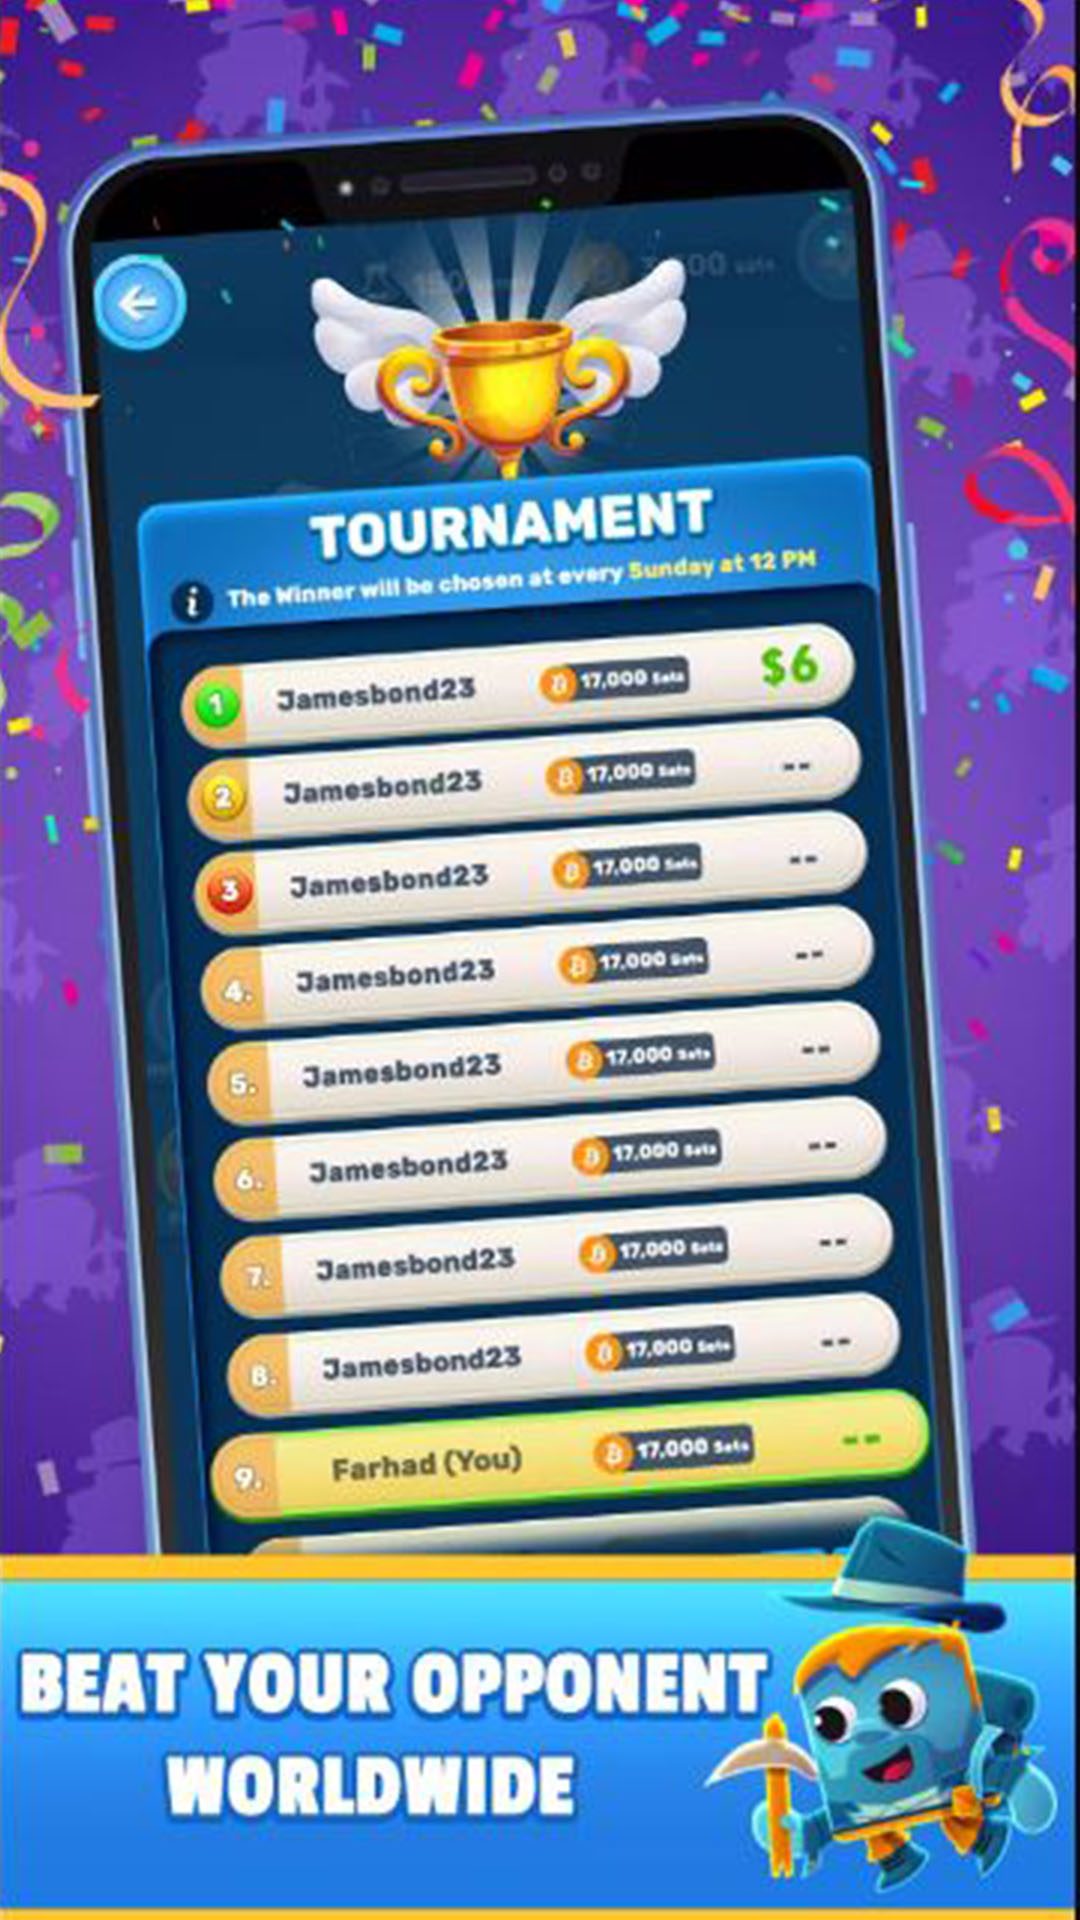 TOURNAMENT
i The Winner will be chosen at every Sunday at 12 PM
1 Jamesbond23 17,000 Sats $6
2 Jamesbond23 17,000 Sats --
3 Jamesbond23 17,000 Sats --
4. Jamesbond23 17,000 Sats --
5. Jamesbond23 17,000 Sats --
6. Jamesbond23 17,000 Sats --
7. Jamesbond23 17,000 Sats --
8. Jamesbond23 17,000 Sats --
9. Farhad (You) 17,000 Sats --
BEAT YOUR OPPONENT
WORLDWIDE